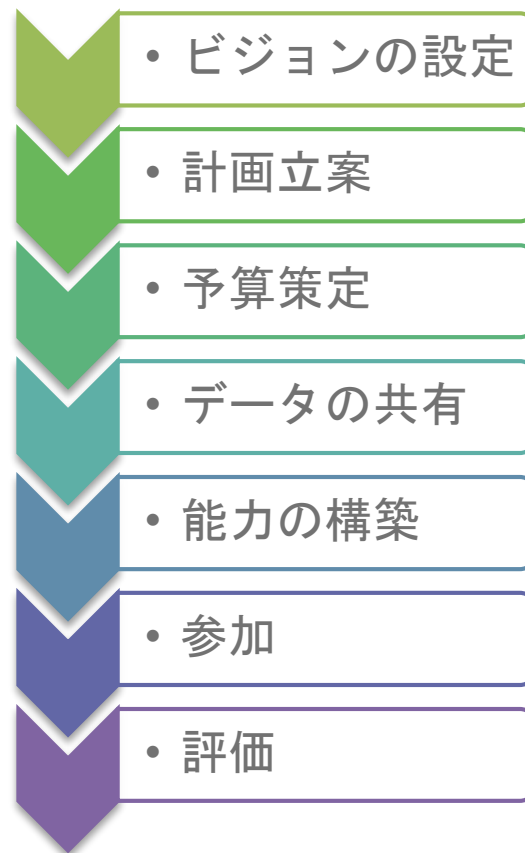 • ビジョンの設定
• 計画立案
• 予算策定
• データの共有
• 能力の構築
• 参加
• 評価